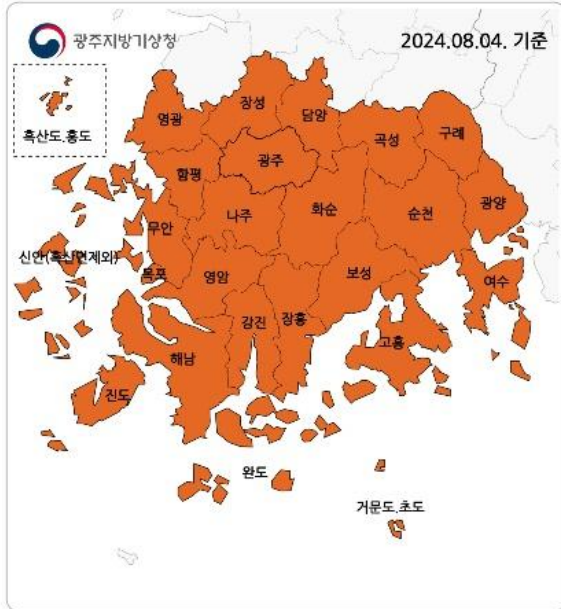 광주지방기상청
2024.08.04. 기준
흑산도.홍도
영광
장성
담양
곡성
구례
함평
광주
나주
화순
순천
광양
무안
신안(흑산면제외)
목포
영암
보성
여수
강진
장흥
고흥
해남
진도
완도
거문도.초도